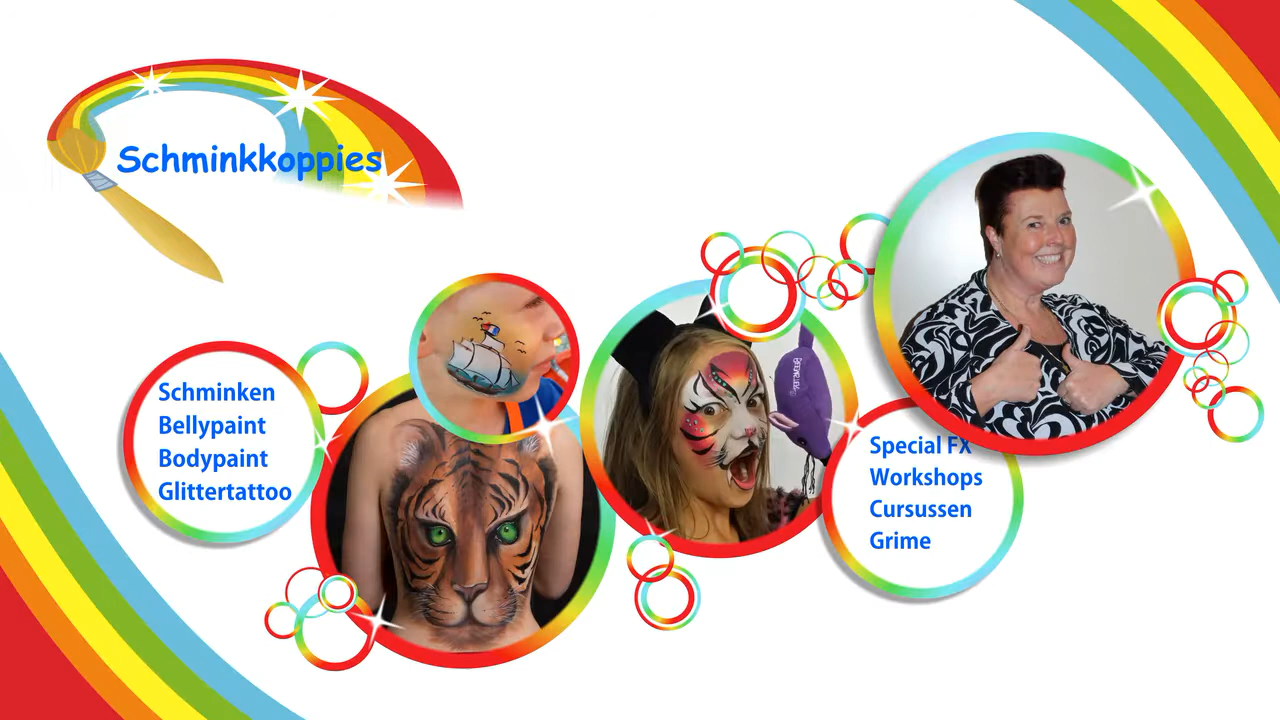 Schminkkoppies
Schminken
Bellypaint
Bodypaint
Glittertattoo
Special FX
Workshops
Cursussen
Grime